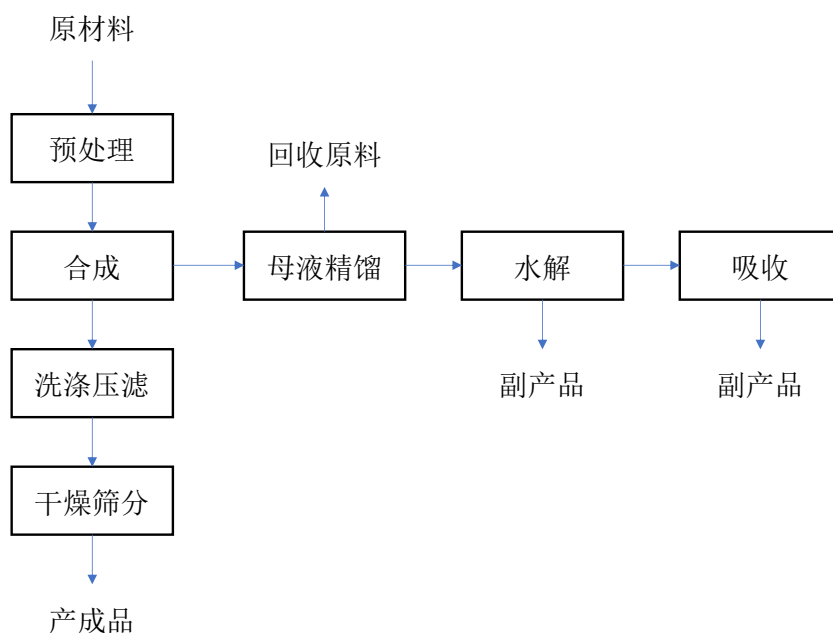 原材料
预处理
回收原料
合成
母液精馏
水解
吸收
洗涤压滤
副产品
副产品
干燥筛分
产成品